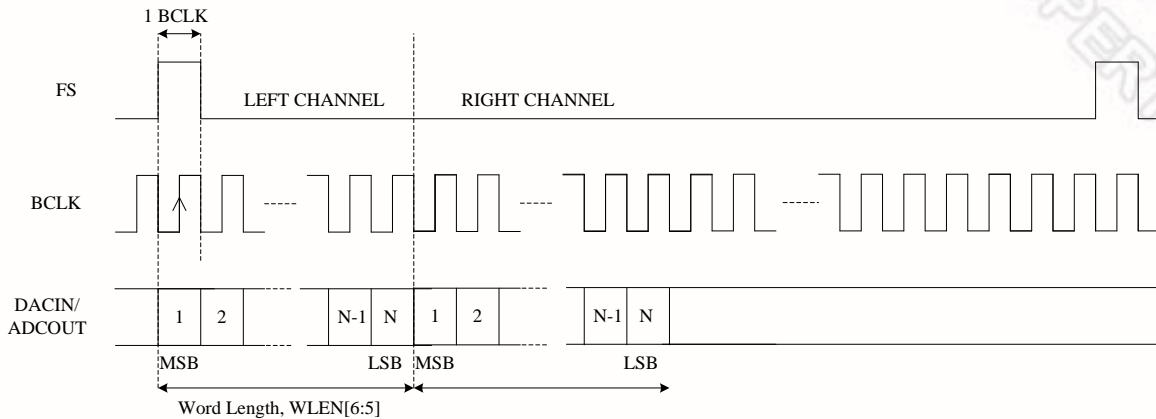 1 BCLK
FS
LEFT CHANNEL RIGHT CHANNEL
BCLK
DACIN/
ADCOUT
1 2 N-1 N 1 2 N-1 N
MSB LSB MSB LSB
Word Length, WLEN[6:5]